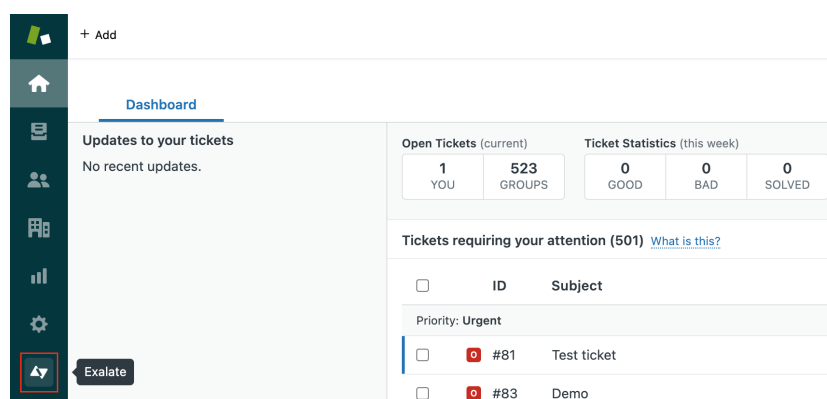 + Add
Dashboard
Updates to your tickets
No recent updates.
Open Tickets (current)
1
YOU
523
GROUPS
Ticket Statistics (this week)
0
GOOD
0
BAD
0
SOLVED
Tickets requiring your attention (501) What is this?
ID Subject
Priority: Urgent
O #81 Test ticket
O #83 Demo
Exalate